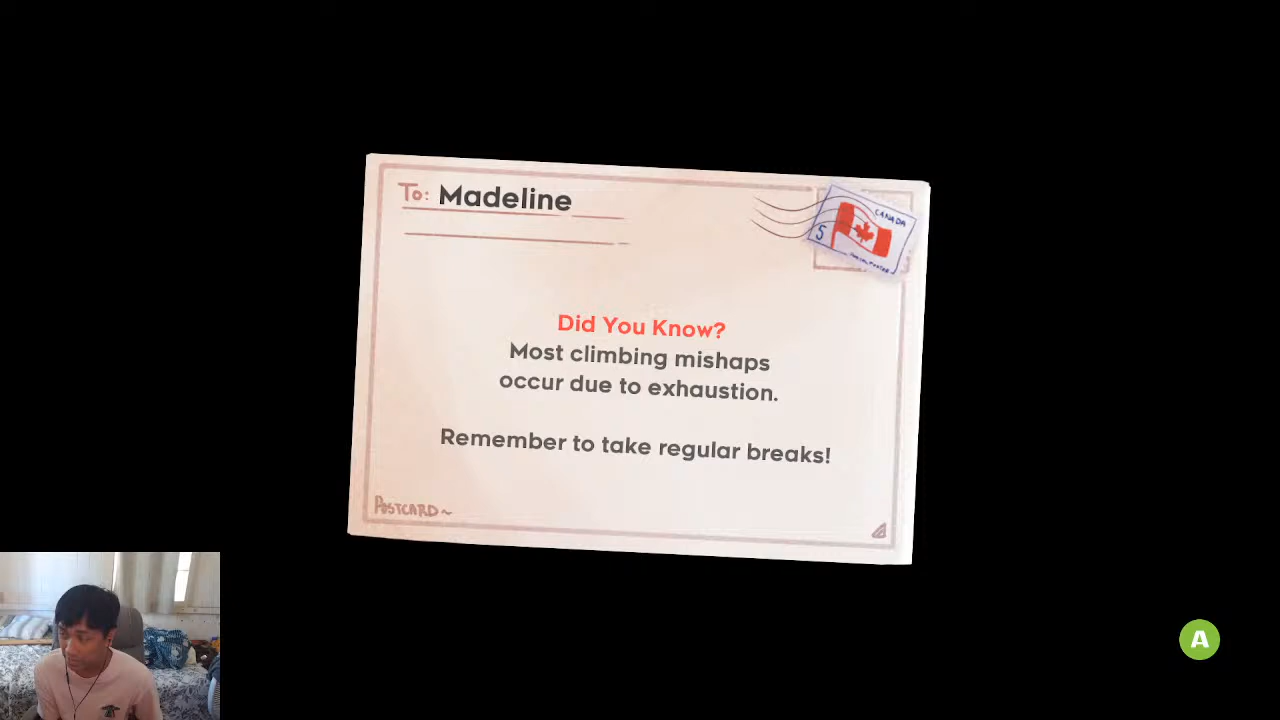 To: Madeline
CANADA
5
Did You Know?
Most climbing mishaps
occur due to exhaustion.
Remember to take regular breaks!
POSTCARD~
A